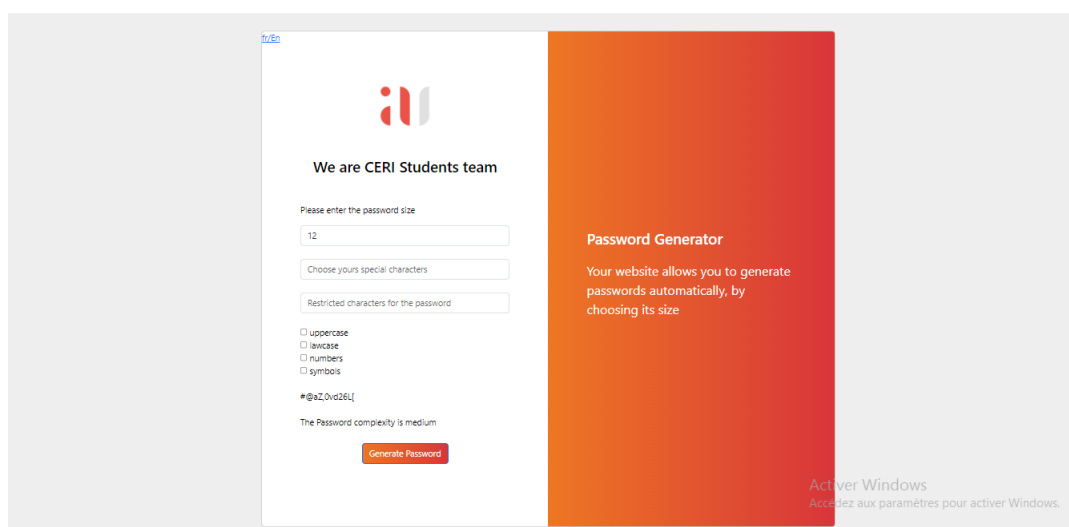 fr/En
We are CERI Students team
Please enter the password size
12
Choose yours special characters
Restricted characters for the password
uppercase
lawcase
numbers
symbols
#@aZ,0vd26L[
The Password complexity is medium
Generate Password
Password Generator
Your website allows you to generate
passwords automatically, by
choosing its size
Activer Windows
Accédez aux paramètres pour activer Windows.